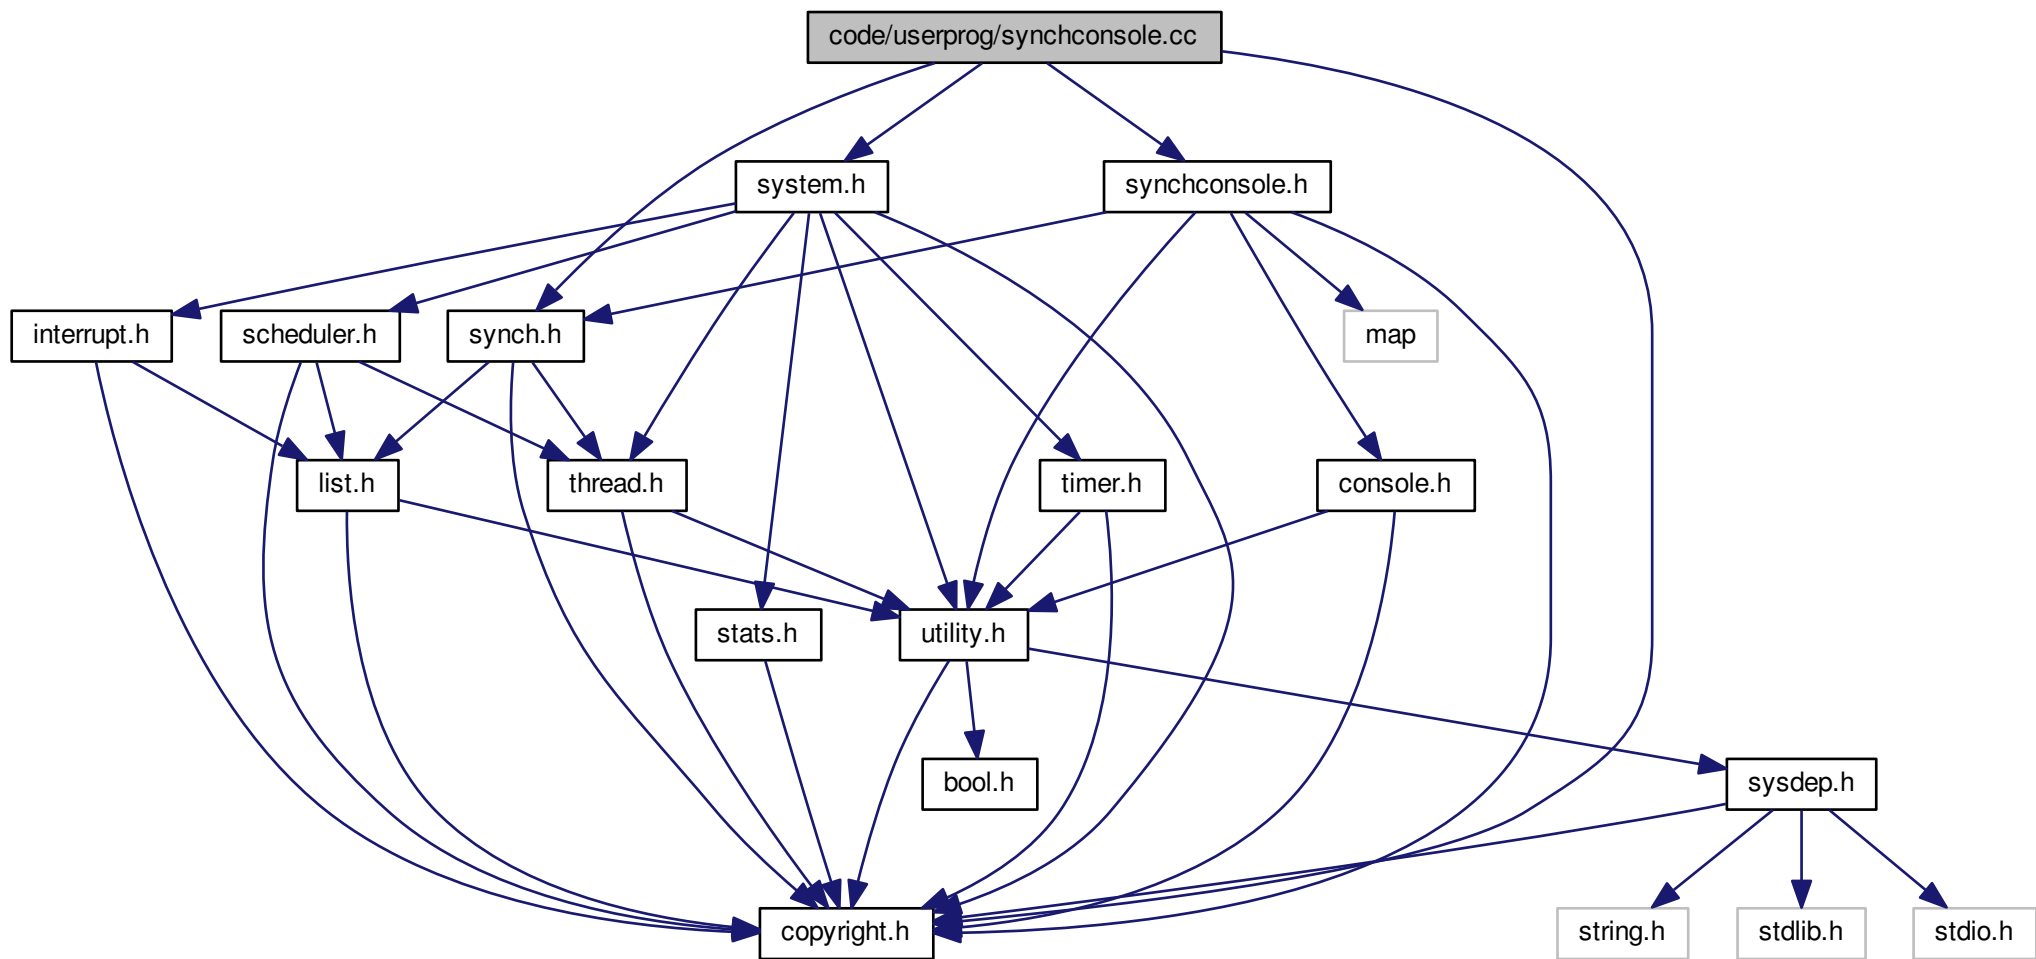 code/userprog/synchconsole.cc
system.h
synchconsole.h
interrupt.h
scheduler.h
synch.h
map
list.h
thread.h
timer.h
console.h
stats.h
utility.h
bool.h
sysdep.h
copyright.h
string.h
stdlib.h
stdio.h